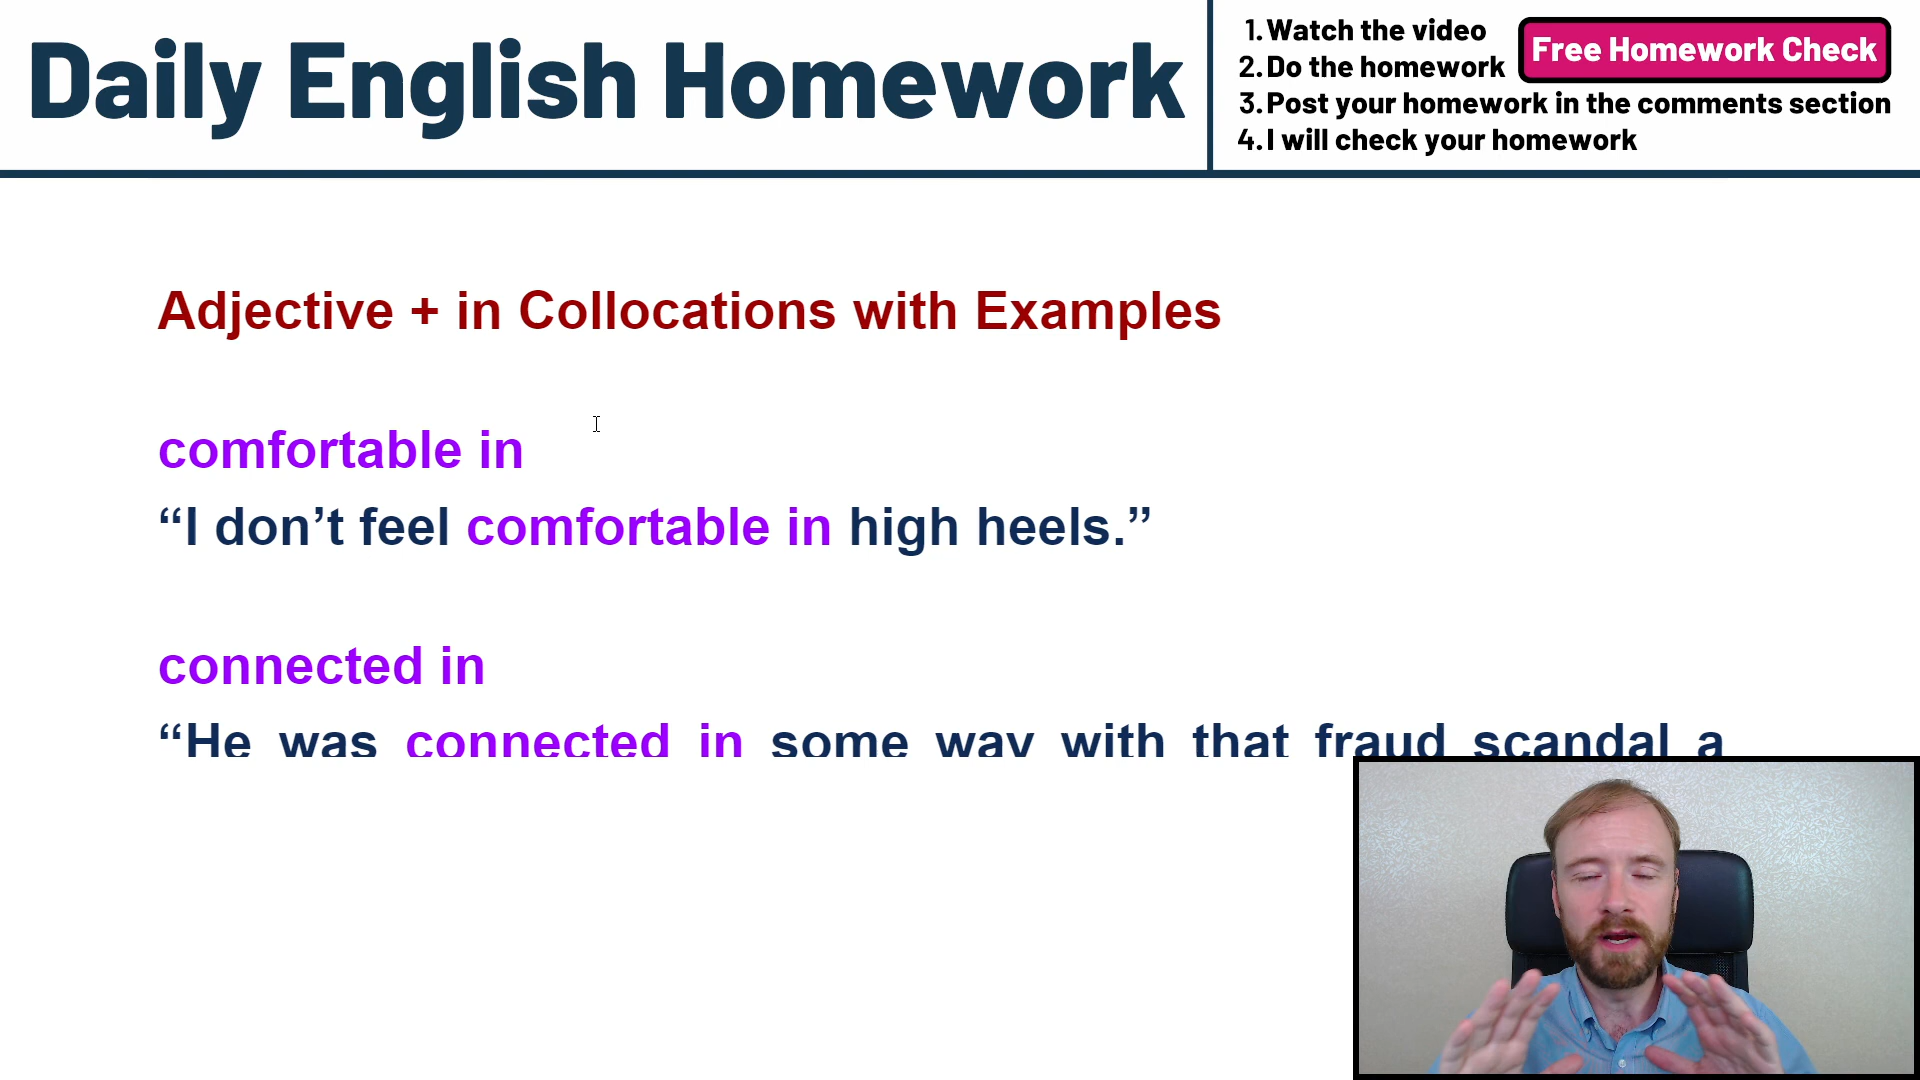 Daily English Homework
1. Watch the video
2. Do the homework
Free Homework Check
3. Post your homework in the comments section
4. I will check your homework
Adjective + in Collocations with Examples
comfortable in
“I don’t feel comfortable in high heels.”
connected in
“He was connected in some way with that fraud scandal a